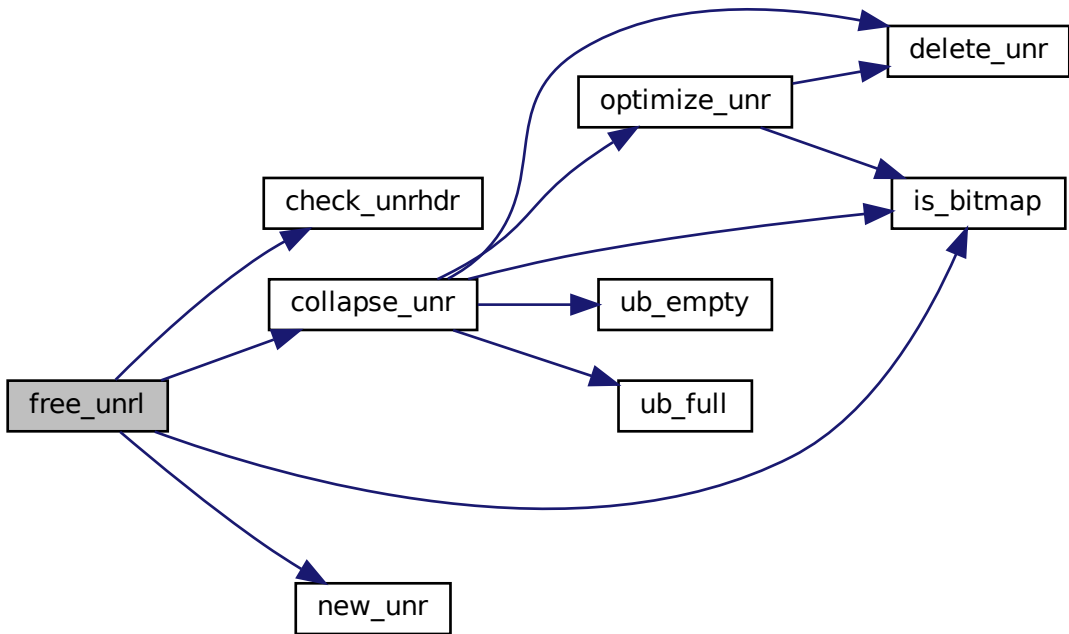 delete_unr
optimize_unr
check_unrhdr
is_bitmap
collapse_unr
ub_empty
free_unrl
ub_full
new_unr